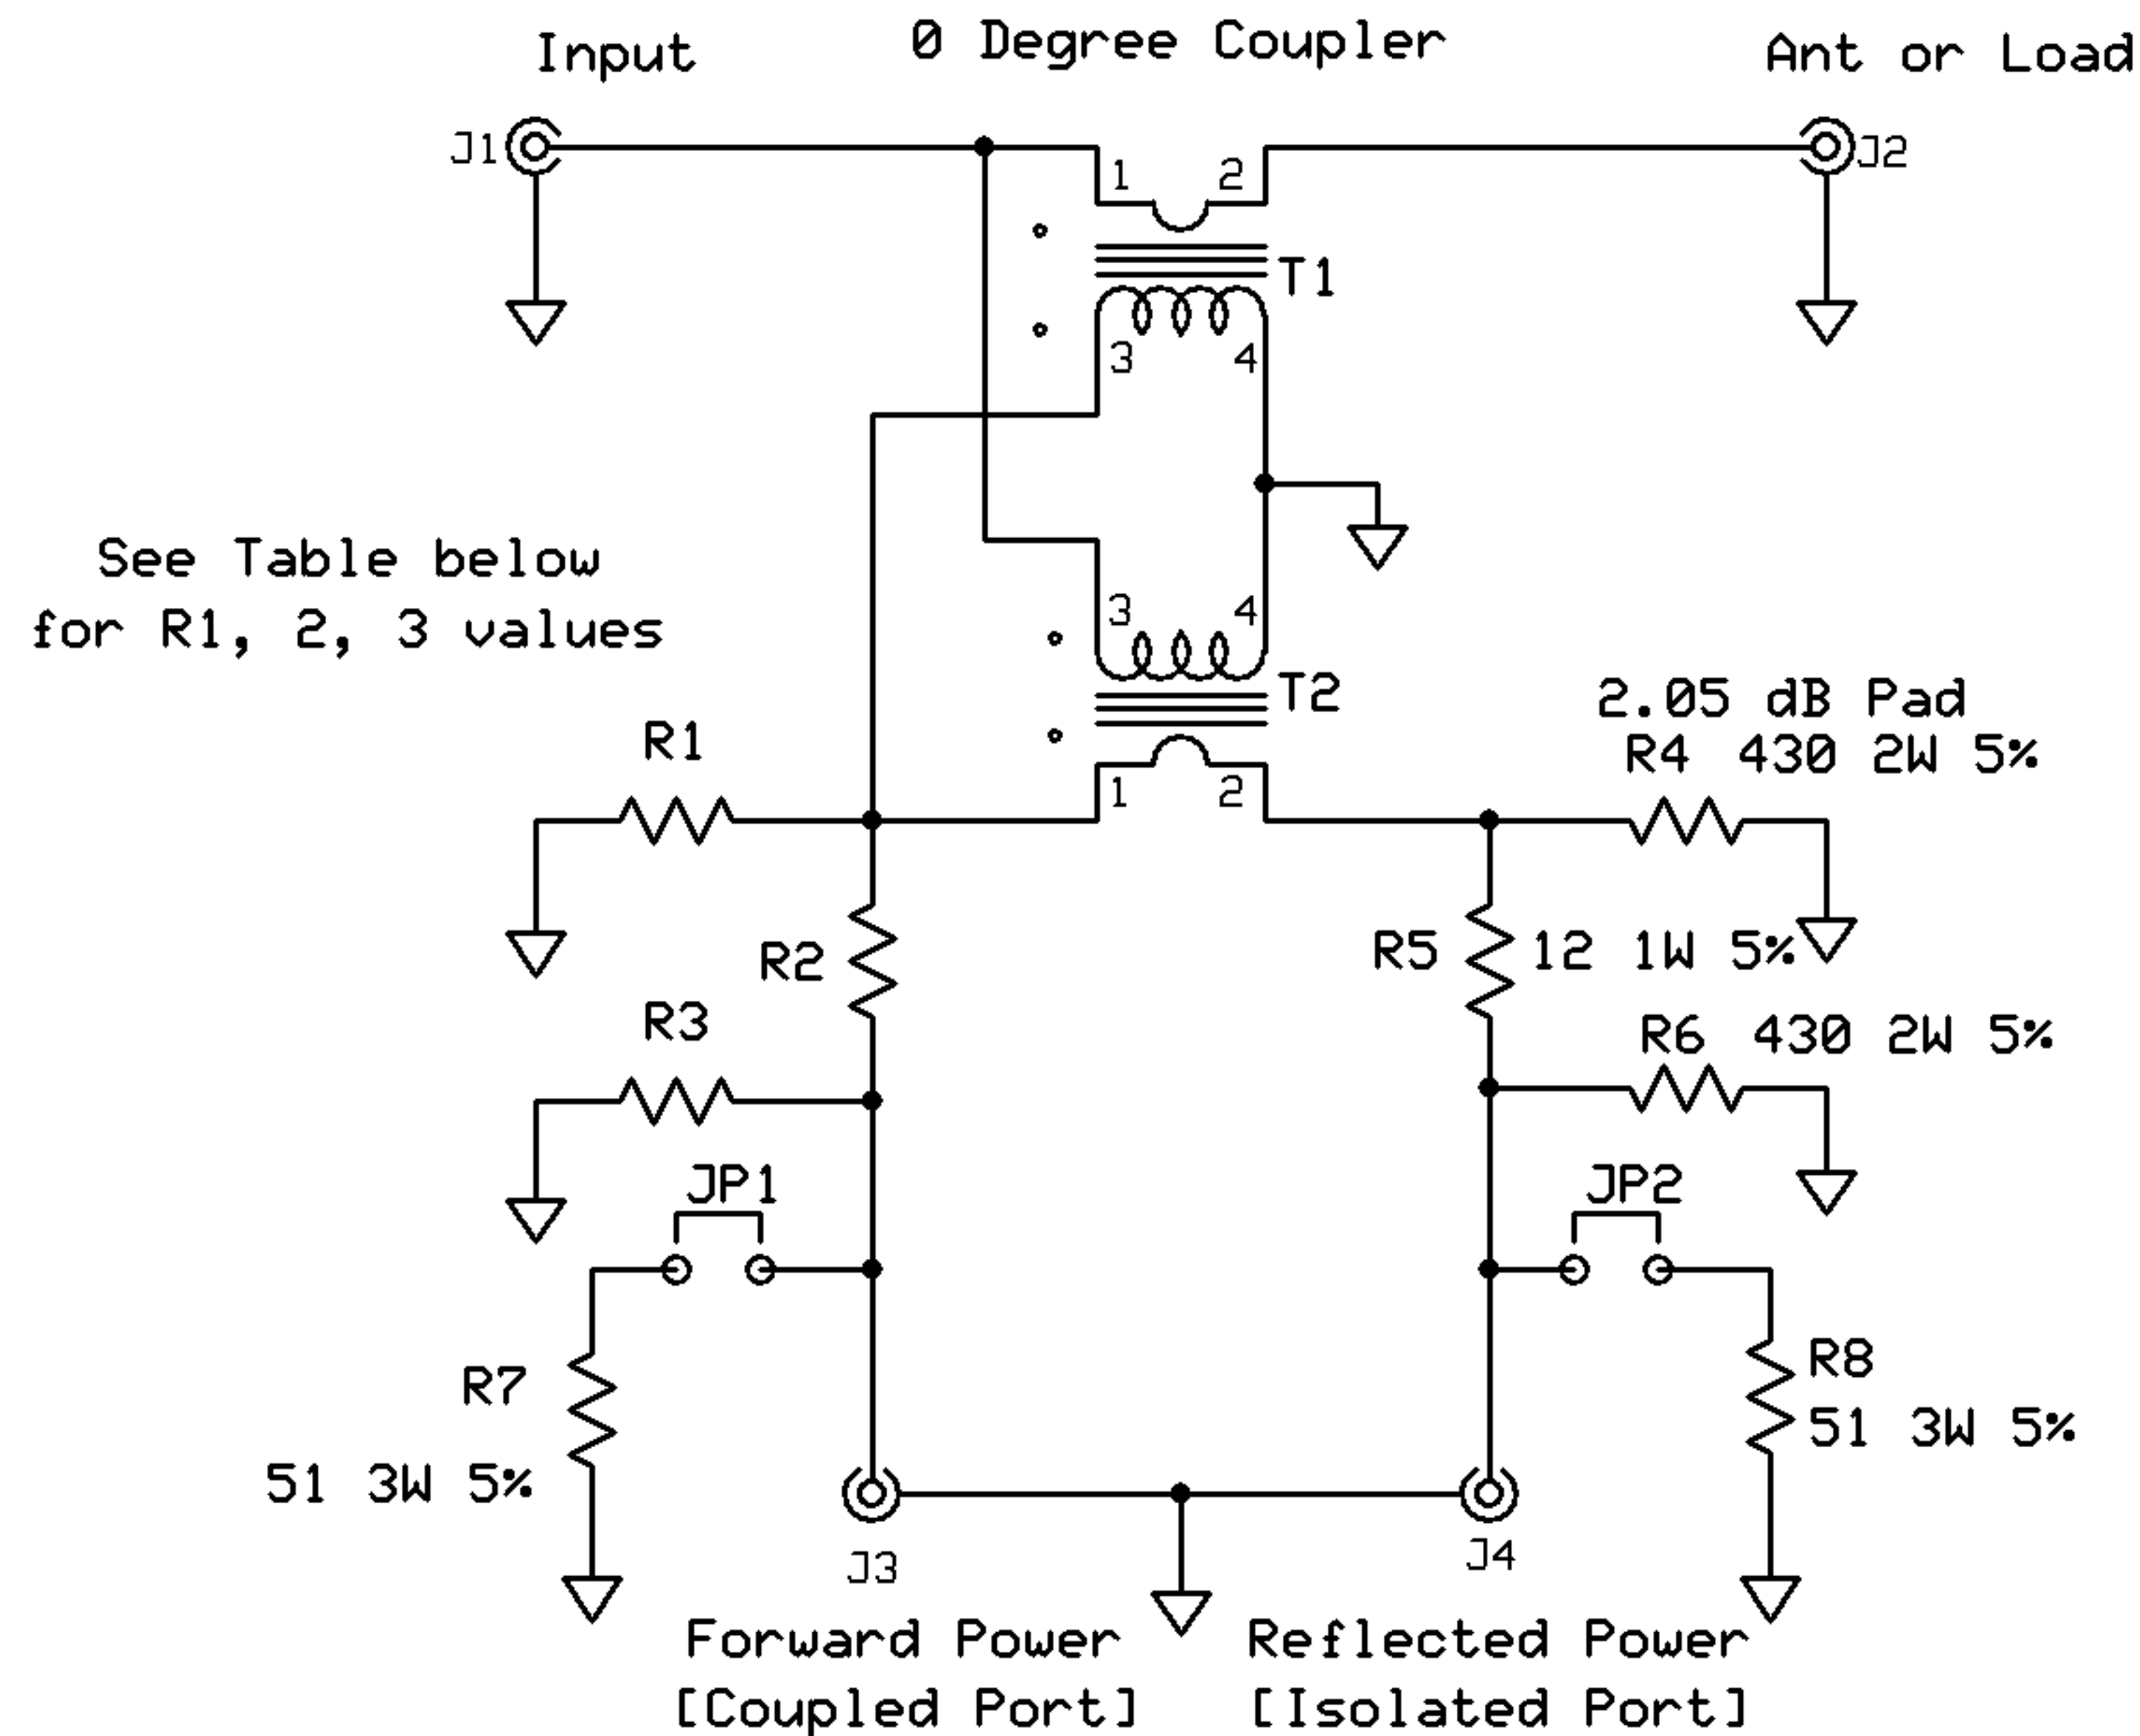 0 Degree Coupler
Input
Ant or Load
J1
J2
1
2
T1
3
4
See Table below
for R1, 2, 3 values
3
4
T2
1
2
R1
2.05 dB Pad
R4 430 2W 5%
R2
R5
12 1W 5%
R3
R6 430 2W 5%
JP1
JP2
R7
51 3W 5%
R8
51 3W 5%
J3
J4
Forward Power
[Coupled Port]
Reflected Power
[Isolated Port]